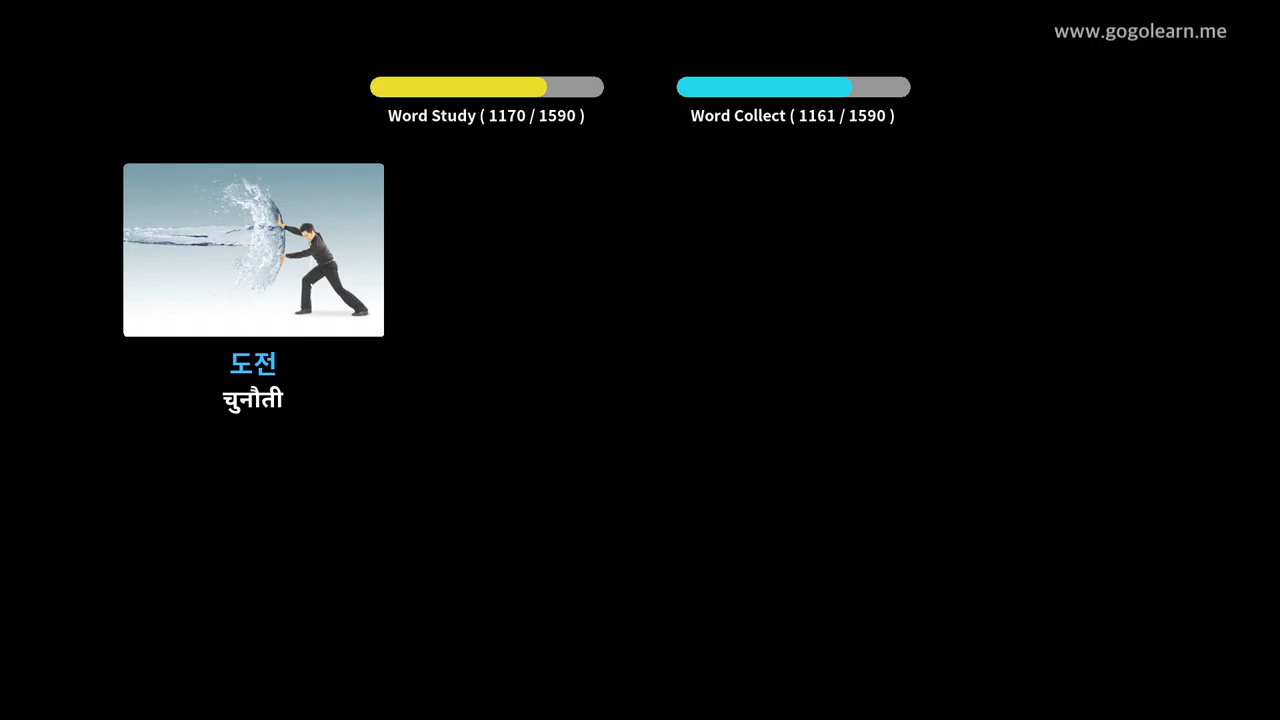 www.gogolearn.me
Word Study ( 1170 / 1590 )
Word Collect ( 1161 / 1590 )
도전
चुनौती